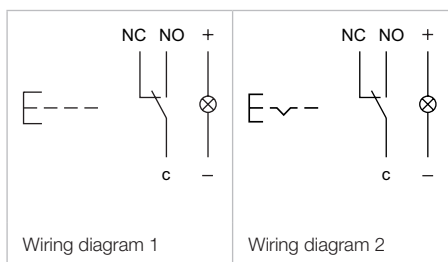 NC NO +
c −
Wiring diagram 1
NC NO +
c −
Wiring diagram 2